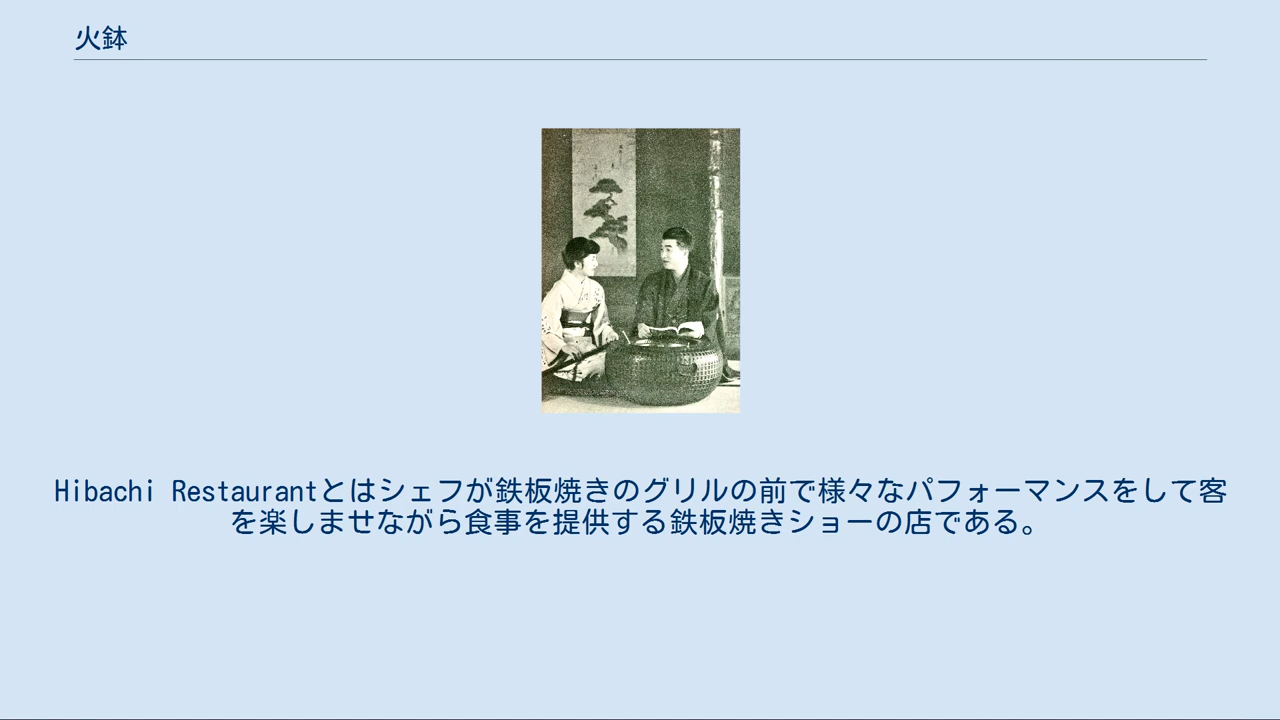 火鉢
Hibachi Restaurantとはシェフが鉄板焼きのグリルの前で様々なパフォーマンスをして客
を楽しませながら食事を提供する鉄板焼きショーの店である。